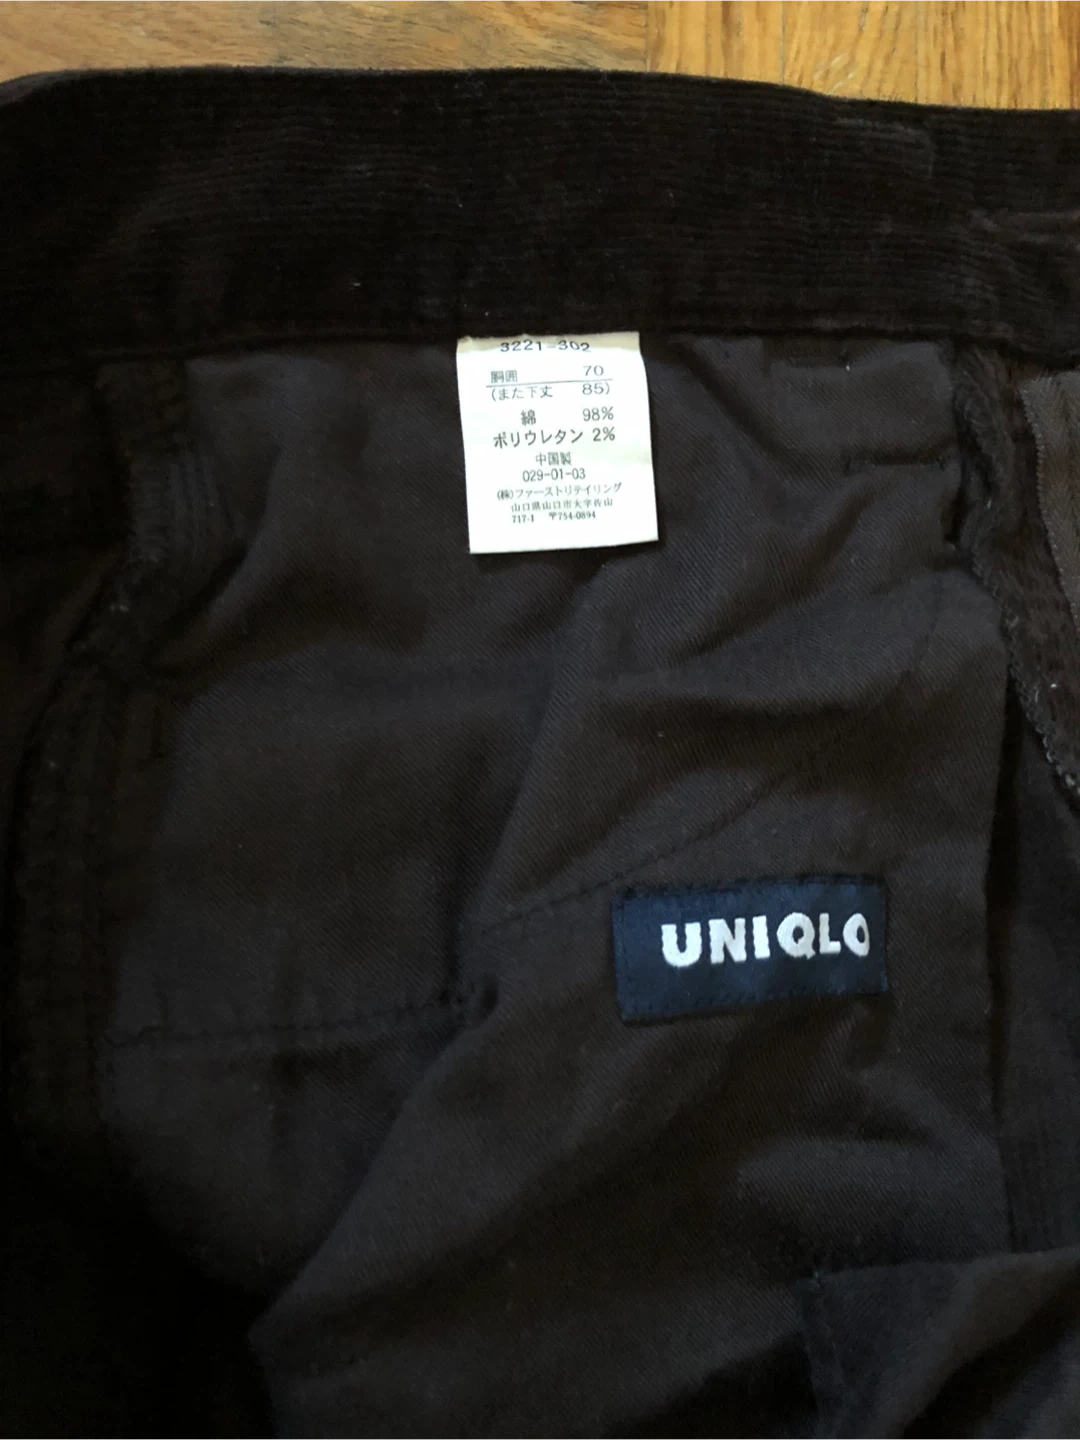 3221-302
胴囲 70
(また下丈 85)
綿 98%
ポリウレタン 2%
中国製
029-01-03
(株)ファーストリテイリング
山口県山口市大字佐山
717-1 〒754-0894
UNIQLO